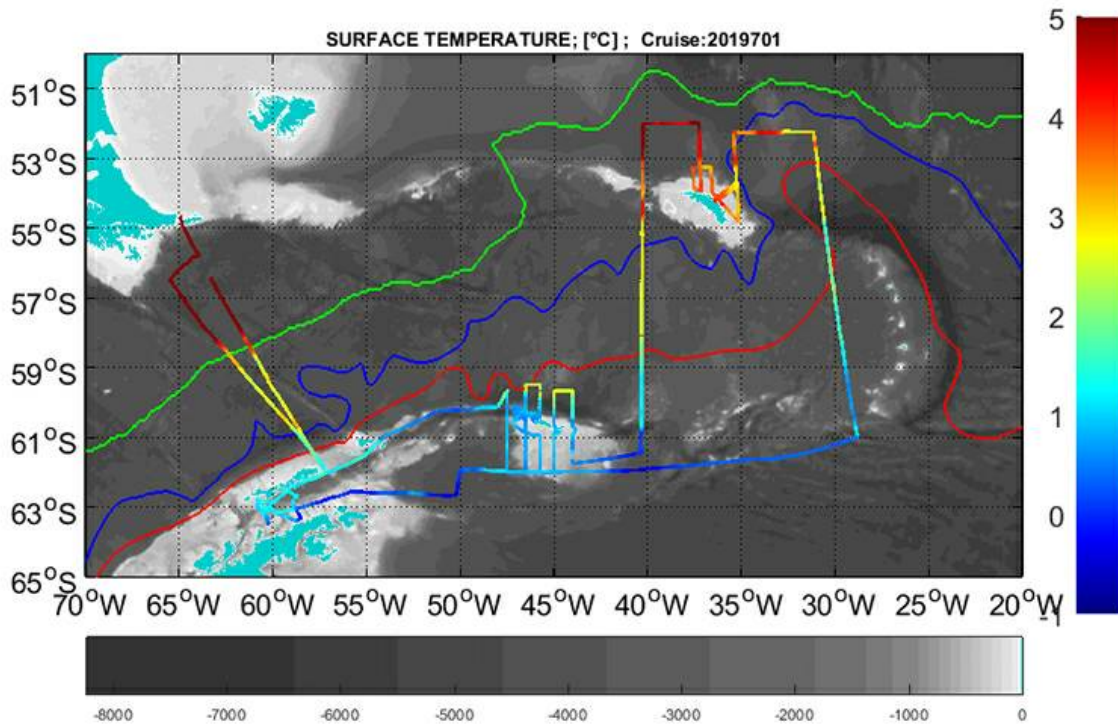 SURFACE TEMPERATURE; [°C] ; Cruise:2019701
5
4
3
2
1
0
-1
51°S
53°S
55°S
57°S
59°S
61°S
63°S
65°S
70°W 65°W 60°W 55°W 50°W 45°W 40°W 35°W 30°W 25°W 20°W
-8000 -7000 -6000 -5000 -4000 -3000 -2000 -1000 0